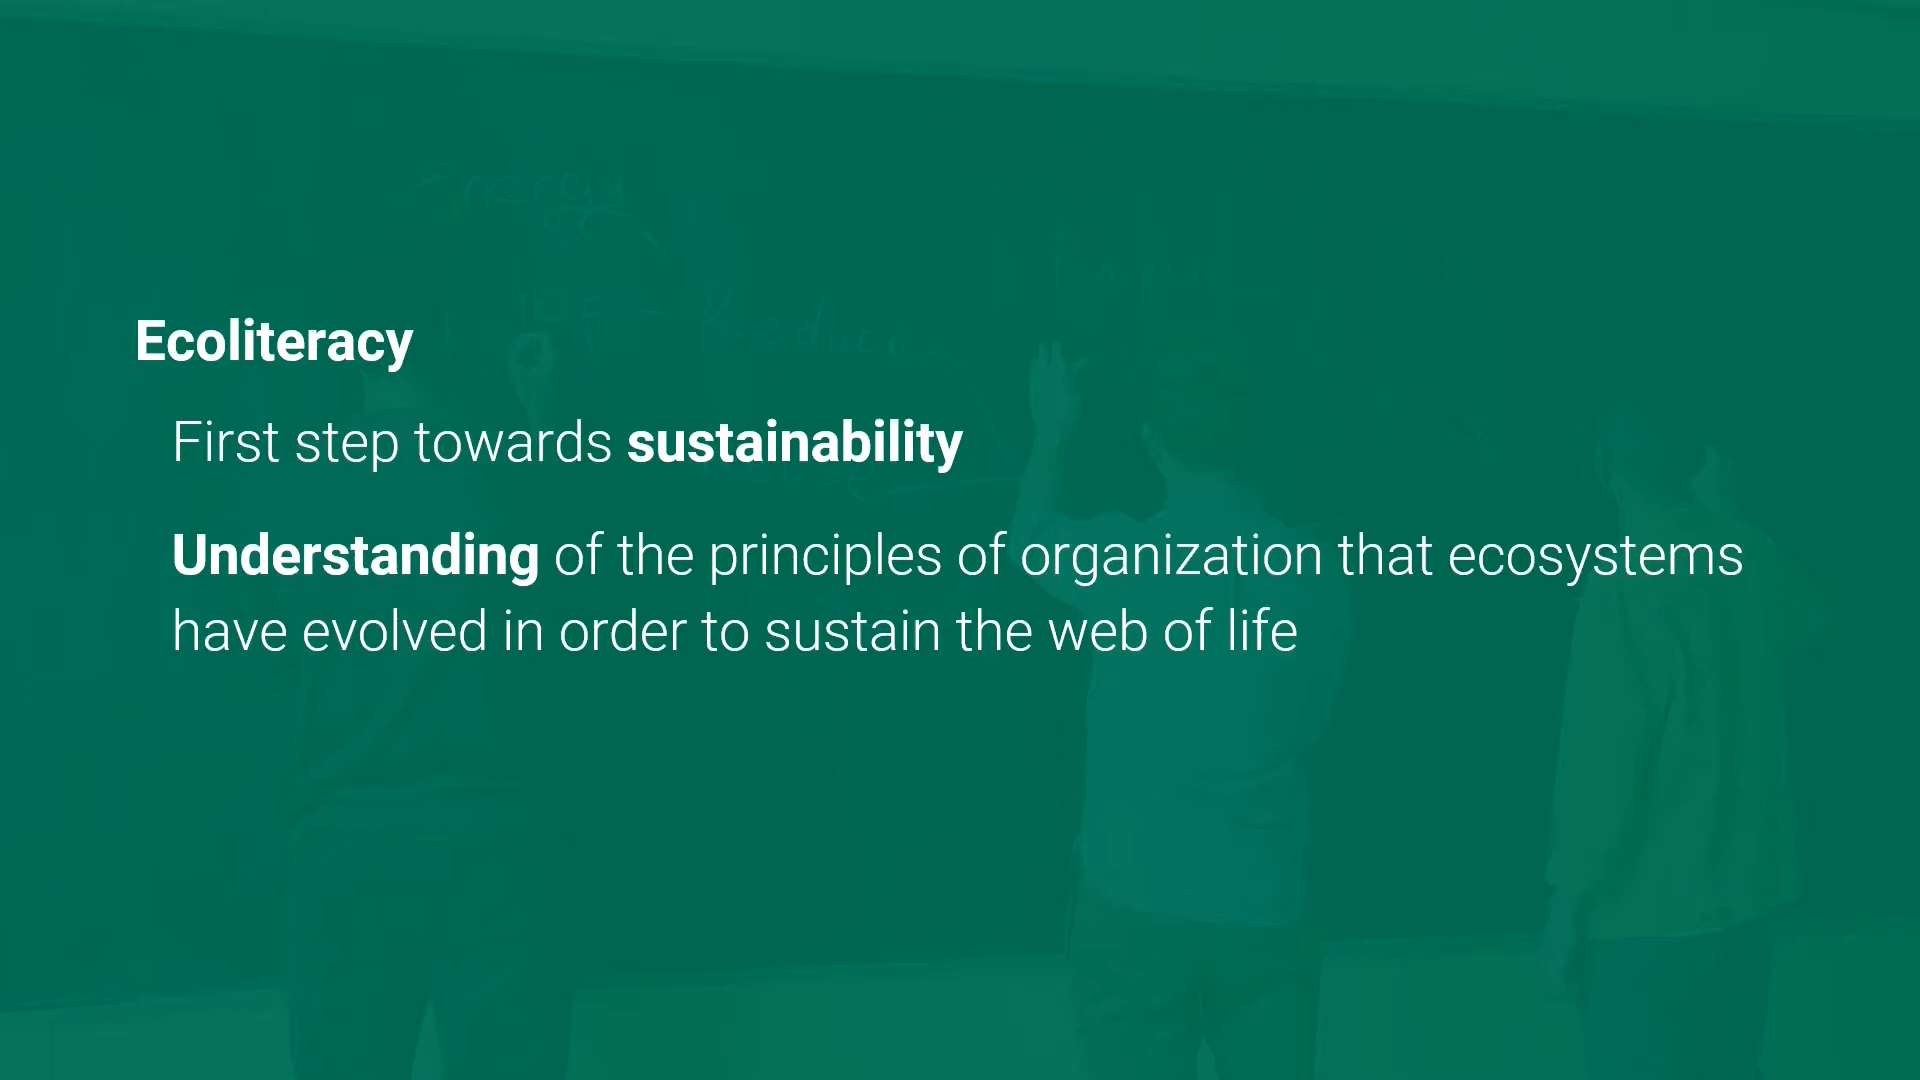 Ecoliteracy
First step towards sustainability
Understanding of the principles of organization that ecosystems
have evolved in order to sustain the web of life